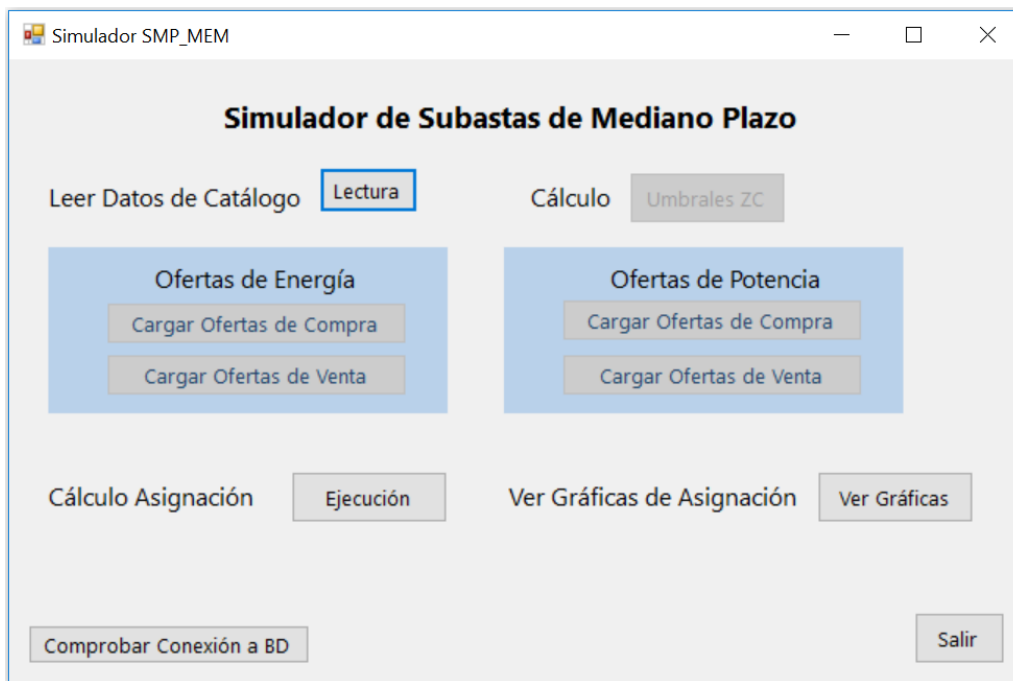 Simulador SMP_MEM
Simulador de Subastas de Mediano Plazo
Leer Datos de Catálogo
Lectura
Cálculo
Umbrales ZC
Ofertas de Energía
Cargar Ofertas de Compra
Cargar Ofertas de Venta
Ofertas de Potencia
Cargar Ofertas de Compra
Cargar Ofertas de Venta
Cálculo Asignación
Ejecución
Ver Gráficas de Asignación
Ver Gráficas
Comprobar Conexión a BD
Salir